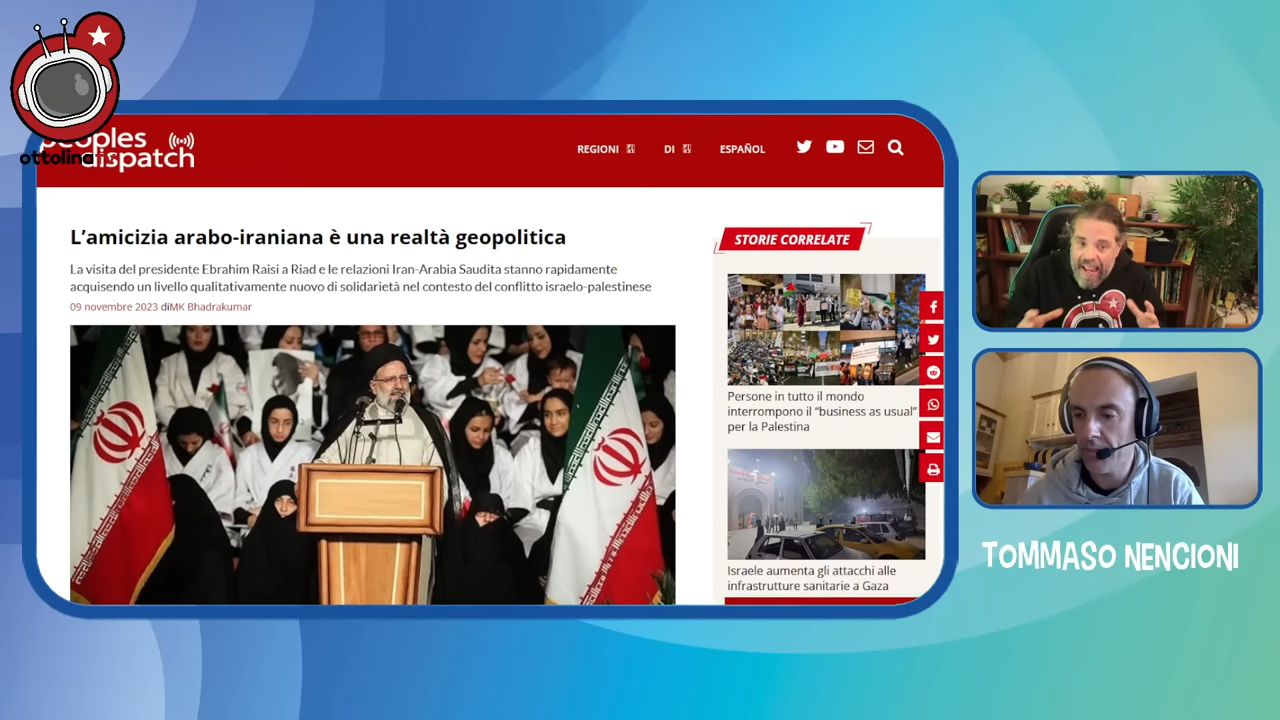 peoples
dispatch
ottolina
REGIONI
DI
ESPAÑOL
L'amicizia arabo-iraniana è una realtà geopolitica
La visita del presidente Ebrahim Raisi a Riad e le relazioni Iran-Arabia Saudita stanno rapidamente
acquisendo un livello qualitativamente nuovo di solidarietà nel contesto del conflitto israelo-palestinese
09 novembre 2023 diMK Bhadrakumar
STORIE CORRELATE
Persone in tutto il mondo
interrompono il "business as usual"
per la Palestina
Israele aumenta gli attacchi alle
infrastrutture sanitarie a Gaza
TOMMASO NENCIONI